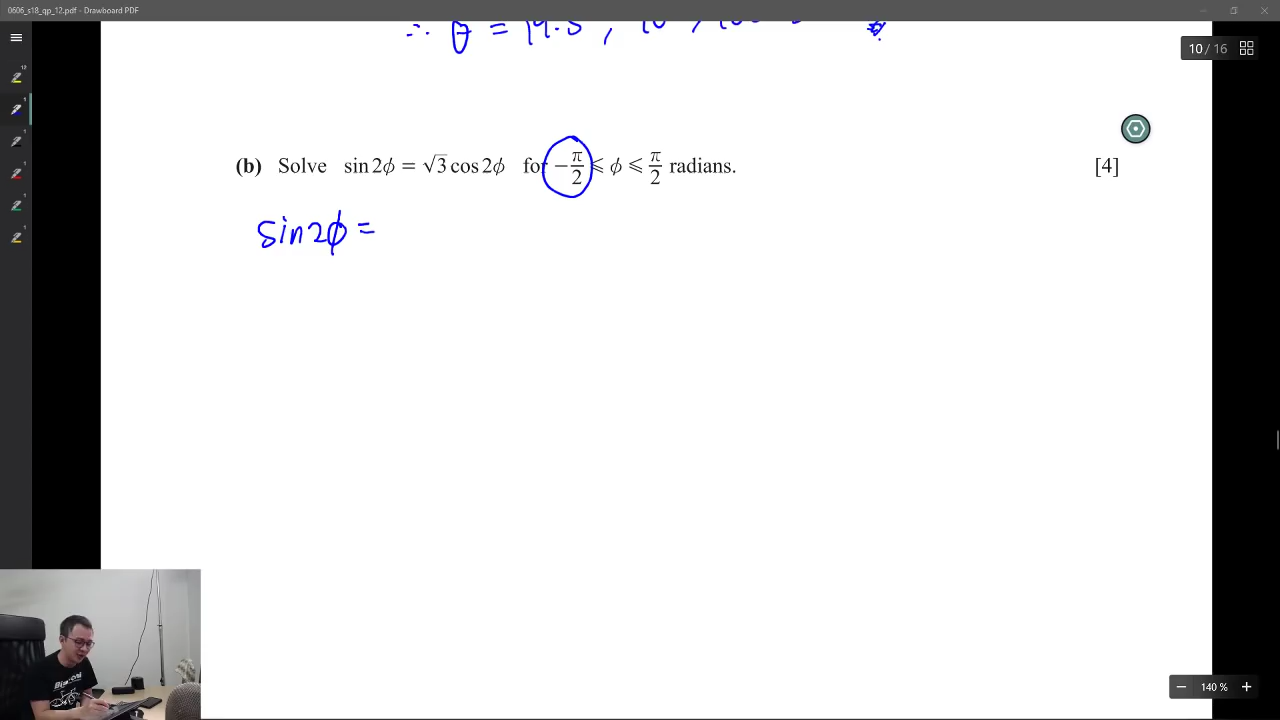 0606_s18_qp_12.pdf - Drawboard PDF
10 / 16
(b) Solve sin 2ϕ = √3 cos 2ϕ for −π/2 ⩽ ϕ ⩽ π/2 radians. [4]
sin2ϕ =
140 %